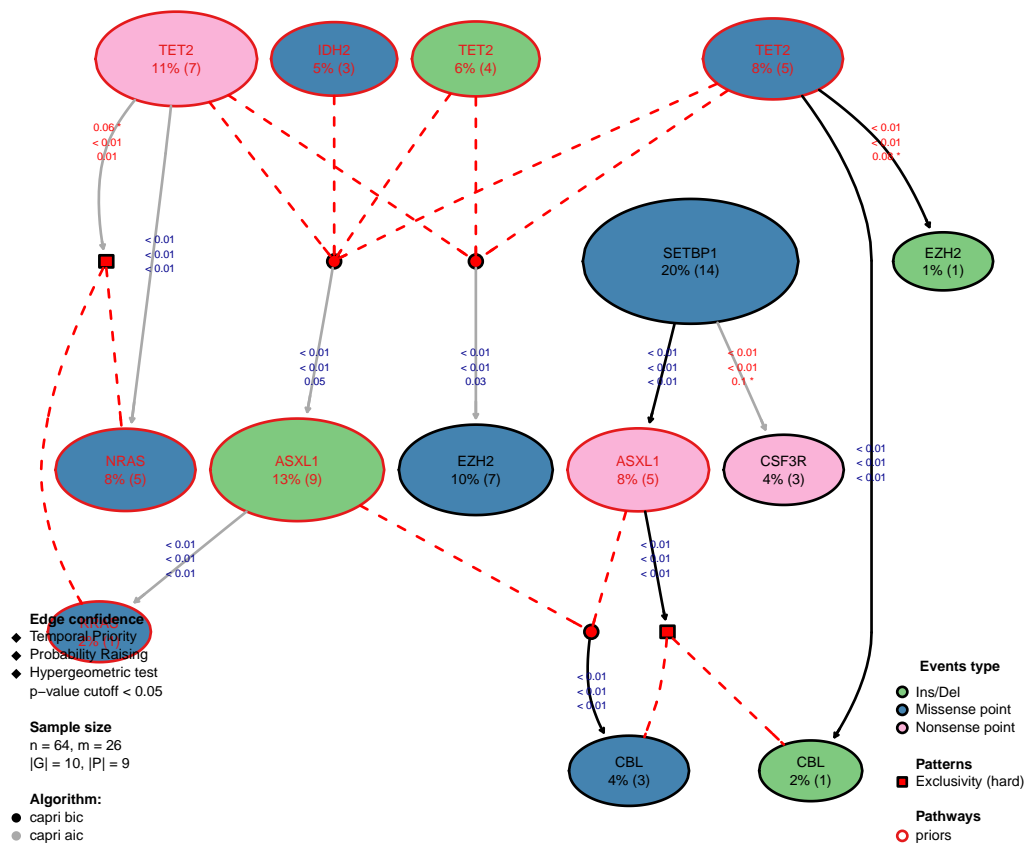 TET2
11% (7)
IDH2
5% (3)
TET2
6% (4)
TET2
8% (5)
0.06 *
< 0.01
0.01
< 0.01
< 0.01
0.08 *
< 0.01
< 0.01
< 0.01
SETBP1
20% (14)
EZH2
1% (1)
< 0.01
< 0.01
0.05
< 0.01
< 0.01
0.03
< 0.01
< 0.01
< 0.01
< 0.01
< 0.01
0.1 *
NRAS
8% (5)
ASXL1
13% (9)
EZH2
10% (7)
ASXL1
8% (5)
CSF3R
4% (3)
< 0.01
< 0.01
< 0.01
< 0.01
< 0.01
< 0.01
< 0.01
< 0.01
< 0.01
2% (1)
Edge confidence
Temporal Priority
Probability Raising
Hypergeometric test
p−value cutoff < 0.05
Sample size
n = 64, m = 26
|G| = 10, |P| = 9
Algorithm:
capri bic
capri aic
< 0.01
< 0.01
< 0.01
CBL
4% (3)
CBL
2% (1)
Events type
Ins/Del
Missense point
Nonsense point
Patterns
Exclusivity (hard)
Pathways
priors